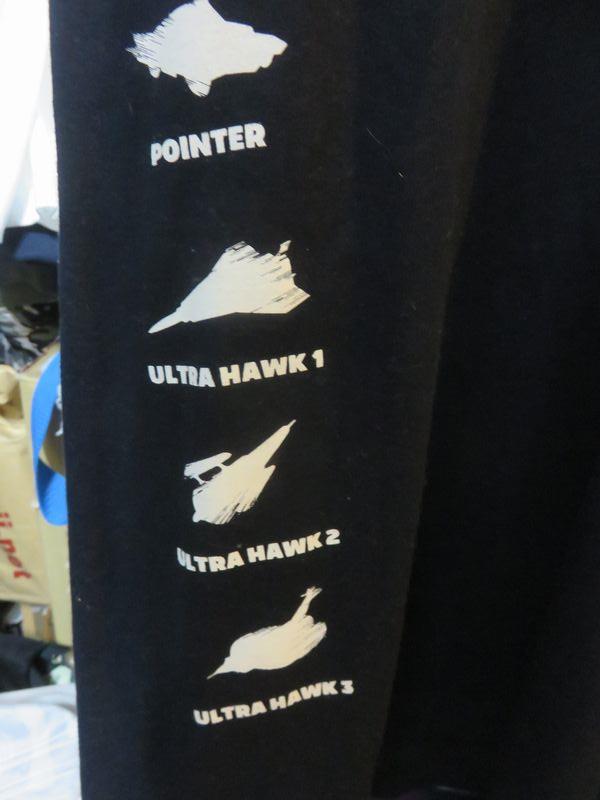 POINTER
ULTRA HAWK 1
ULTRA HAWK 2
ULTRA HAWK 3